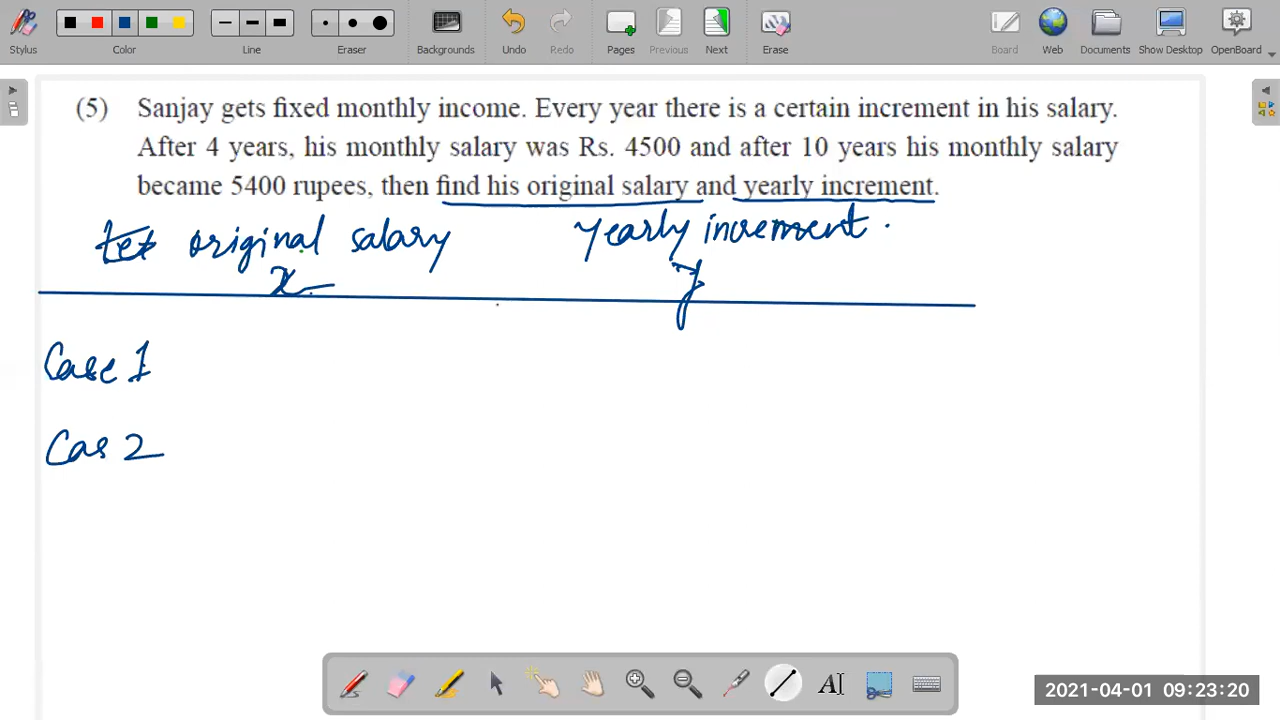 Stylus
Color
Line
Eraser
Backgrounds
Undo
Redo
Pages
Previous
Next
Erase
Board
Web
Documents
Show Desktop
OpenBoard
(5) Sanjay gets fixed monthly income. Every year there is a certain increment in his salary.
After 4 years, his monthly salary was Rs. 4500 and after 10 years his monthly salary
became 5400 rupees, then find his original salary and yearly increment.
let original salary yearly increment.
x y
Case 1
Cas 2
2021-04-01 09:23:20